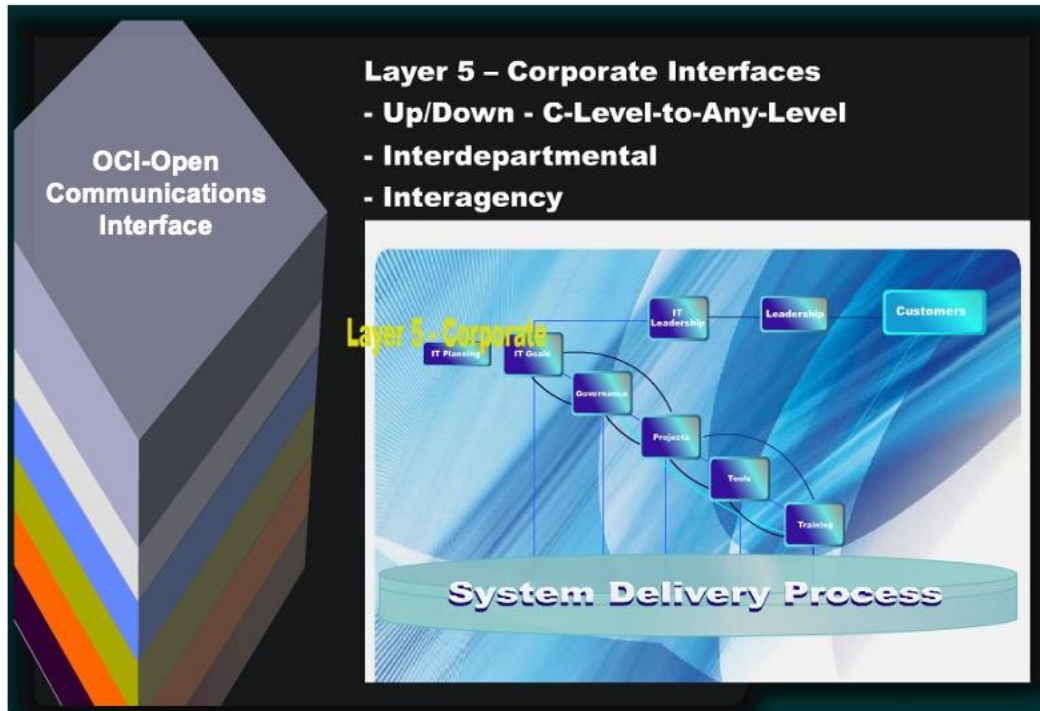 OCI-Open
Communications
Interface
Layer 5 – Corporate Interfaces
- Up/Down - C-Level-to-Any-Level
- Interdepartmental
- Interagency
IT
Leadership
Leadership
Customers
Layer 5 - Corporate
IT Planning
IT Goals
Governance
Projects
Tools
Training
System Delivery Process